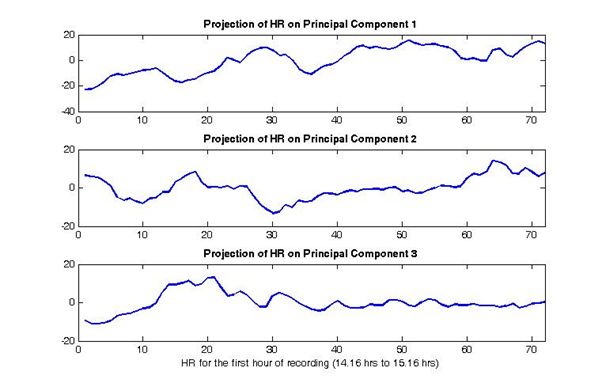 Projection of HR on Principal Component 1
20
0
-20
-40
0 10 20 30 40 50 60 70
Projection of HR on Principal Component 2
20
0
-20
0 10 20 30 40 50 60 70
Projection of HR on Principal Component 3
20
0
-20
0 10 20 30 40 50 60 70
HR for the first hour of recording (14.16 hrs to 15.16 hrs)